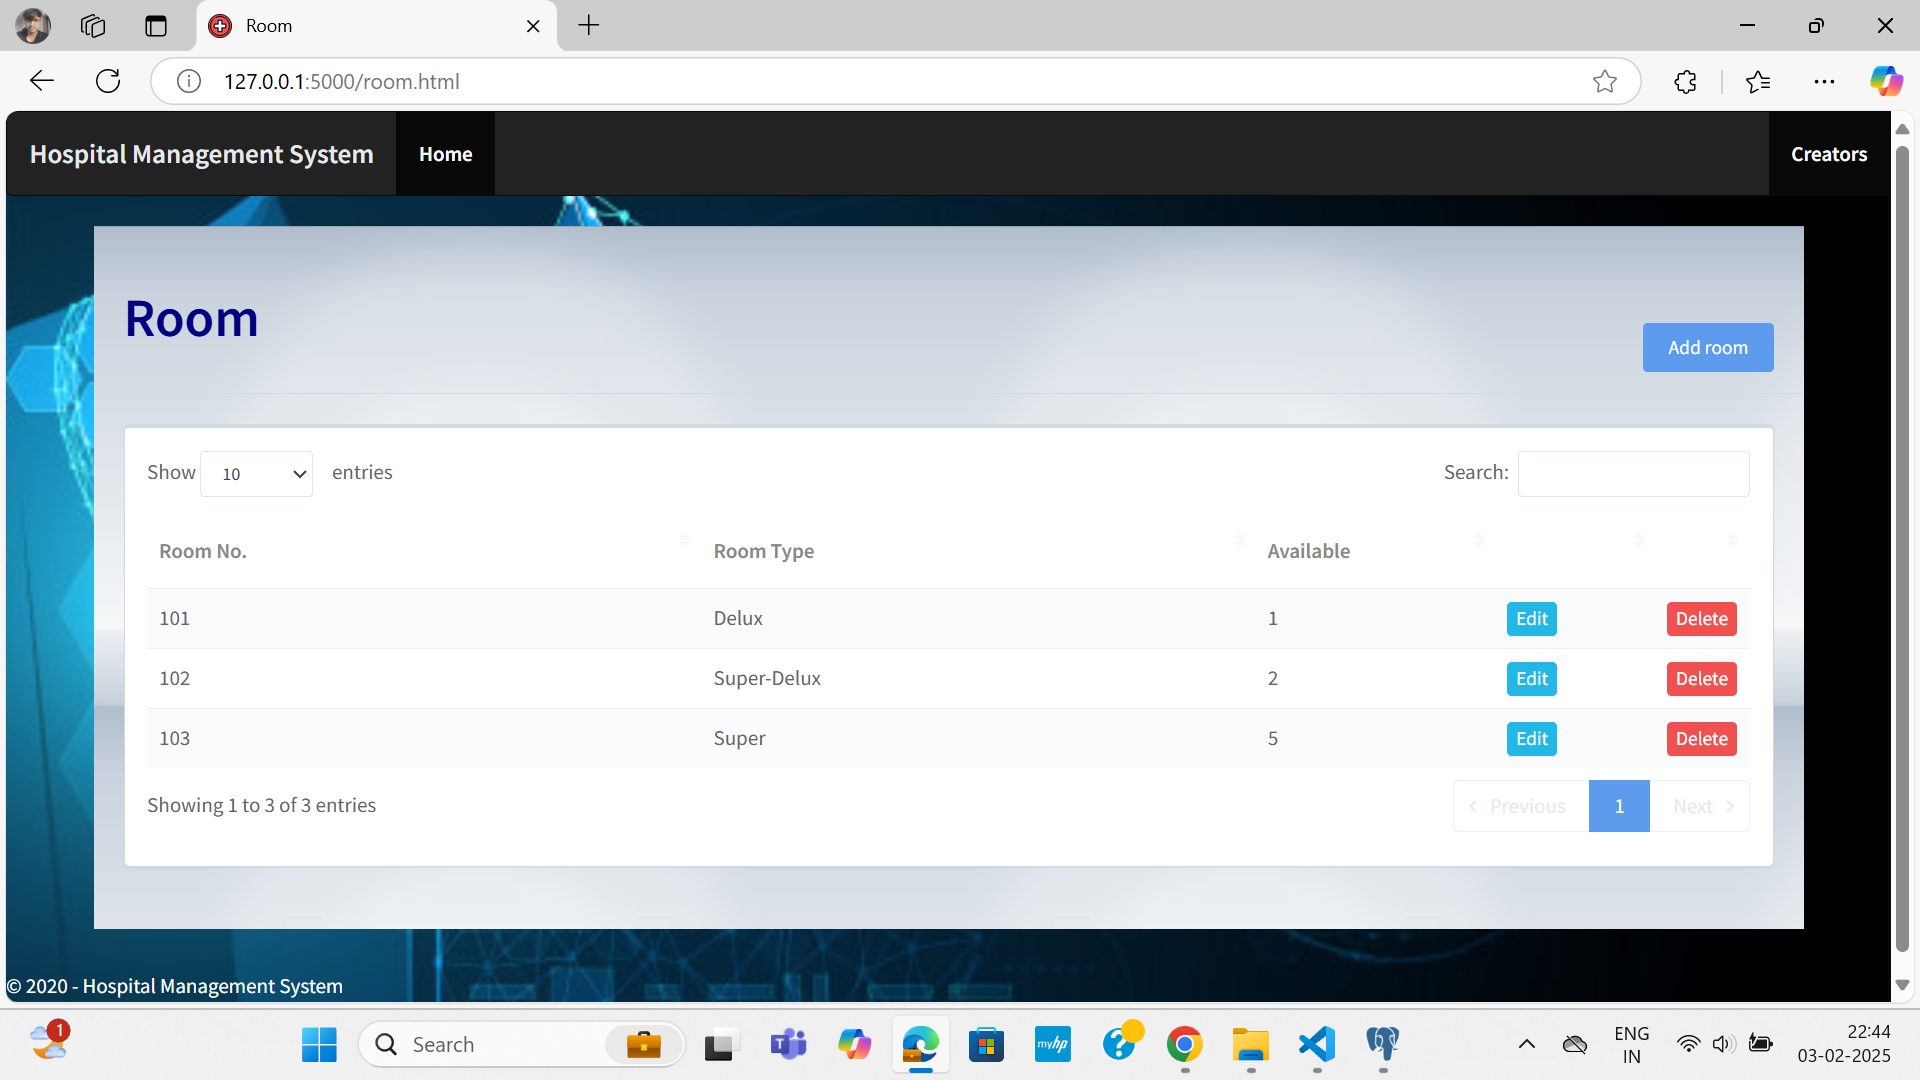 Room
127.0.0.1:5000/room.html
Hospital Management System Home Creators
Room
Add room
Show 10 entries Search:
Room No. Room Type Available
101 Delux 1 Edit Delete
102 Super-Delux 2 Edit Delete
103 Super 5 Edit Delete
Showing 1 to 3 of 3 entries Previous 1 Next
© 2020 - Hospital Management System
1
Search
myhp
ENG
IN
22:44
03-02-2025